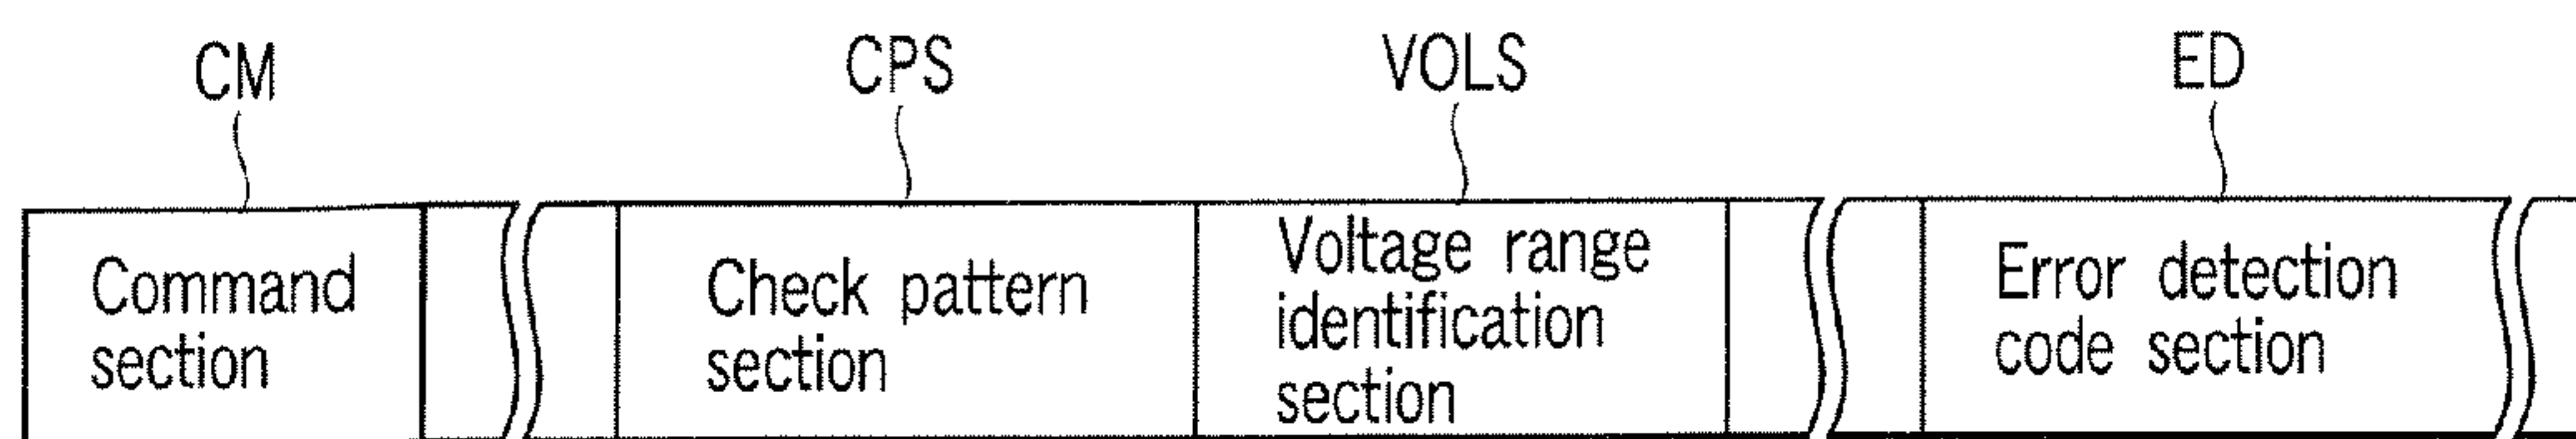 CM
CPS
VOLS
ED
Command
section
Check pattern
section
Voltage range
identification
section
Error detection
code section